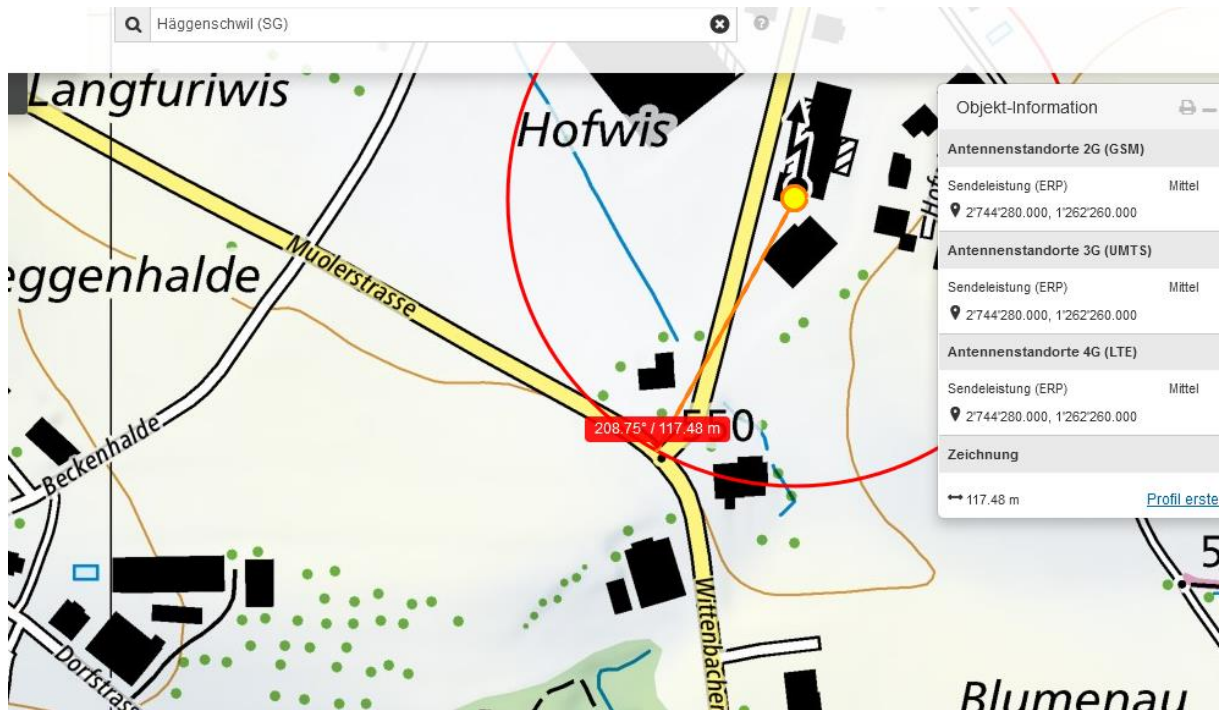 Häggenschwil (SG)
Langfuriwis
Hofwis
Objekt-Information
Antennenstandorte 2G (GSM)
Sendeleistung (ERP) Mittel
2'744'280.000, 1'262'260.000
Antennenstandorte 3G (UMTS)
Sendeleistung (ERP) Mittel
2'744'280.000, 1'262'260.000
Antennenstandorte 4G (LTE)
Sendeleistung (ERP) Mittel
2'744'280.000, 1'262'260.000
Zeichnung
117.48 m Profil erste
Muolerstrasse
eggenhalde
208.75° / 117.48 m
550
Beckenhalde
Wittenbacher
Dorfstrass
Blumenau